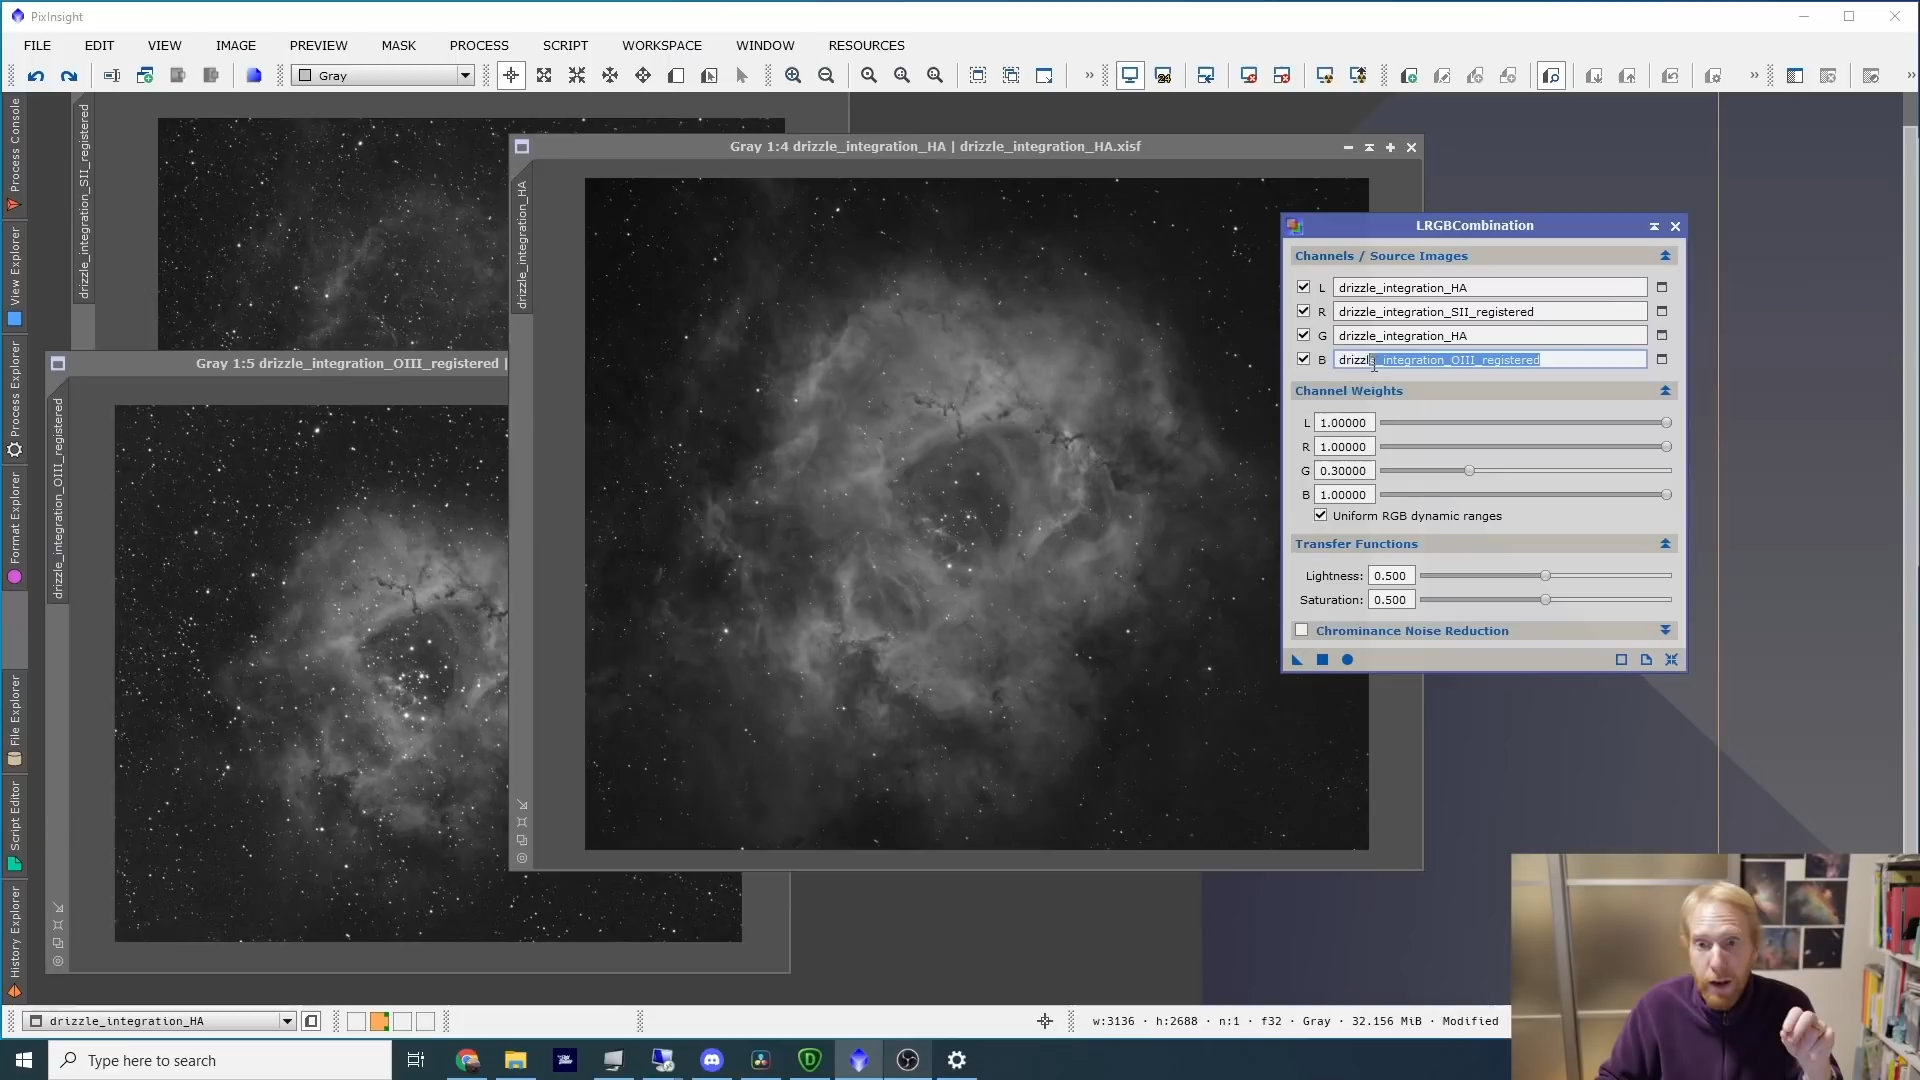 PixInsight
FILE EDIT VIEW IMAGE PREVIEW MASK PROCESS SCRIPT WORKSPACE WINDOW RESOURCES
Gray
24
Process Console
View Explorer
Process Explorer
Format Explorer
File Explorer
Script Editor
History Explorer
drizzle_integration_SII_registered
Gray 1:5 drizzle_integration_OIII_registered |
drizzle_integration_OIII_registered
Gray 1:4 drizzle_integration_HA | drizzle_integration_HA.xisf
drizzle_integration_HA
LRGBCombination
Channels / Source Images
L drizzle_integration_HA
R drizzle_integration_SII_registered
G drizzle_integration_HA
B drizzle_integration_OIII_registered
Channel Weights
L 1.00000
R 1.00000
G 0.30000
B 1.00000
Uniform RGB dynamic ranges
Transfer Functions
Lightness: 0.500
Saturation: 0.500
Chrominance Noise Reduction
drizzle_integration_HA
w:3136 · h:2688 · n:1 · f32 · Gray · 32.156 MiB · Modified
Type here to search